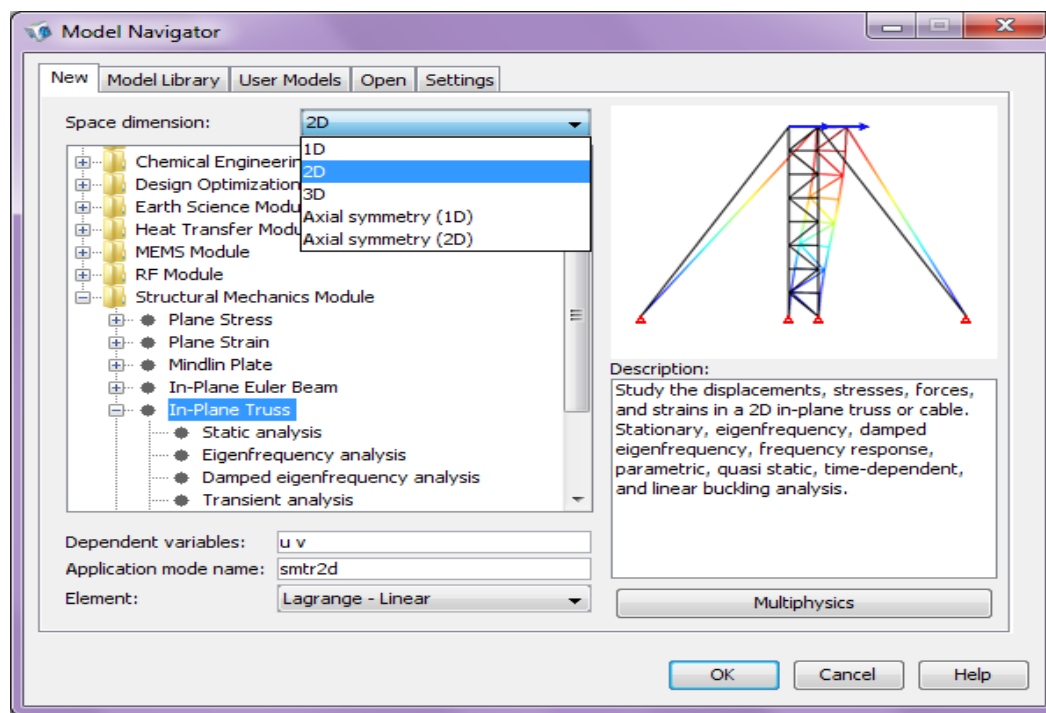 Model Navigator
New Model Library User Models Open Settings
Space dimension: 2D
1D
2D
3D
Axial symmetry (1D)
Axial symmetry (2D)
Chemical Engineerin
Design Optimization
Earth Science Modu
Heat Transfer Modu
MEMS Module
RF Module
Structural Mechanics Module
Plane Stress
Plane Strain
Mindlin Plate
In-Plane Euler Beam
In-Plane Truss
Static analysis
Eigenfrequency analysis
Damped eigenfrequency analysis
Transient analysis
Dependent variables: u v
Application mode name: smtr2d
Element: Lagrange - Linear
Description:
Study the displacements, stresses, forces,
and strains in a 2D in-plane truss or cable.
Stationary, eigenfrequency, damped
eigenfrequency, frequency response,
parametric, quasi static, time-dependent,
and linear buckling analysis.
Multiphysics
OK Cancel Help